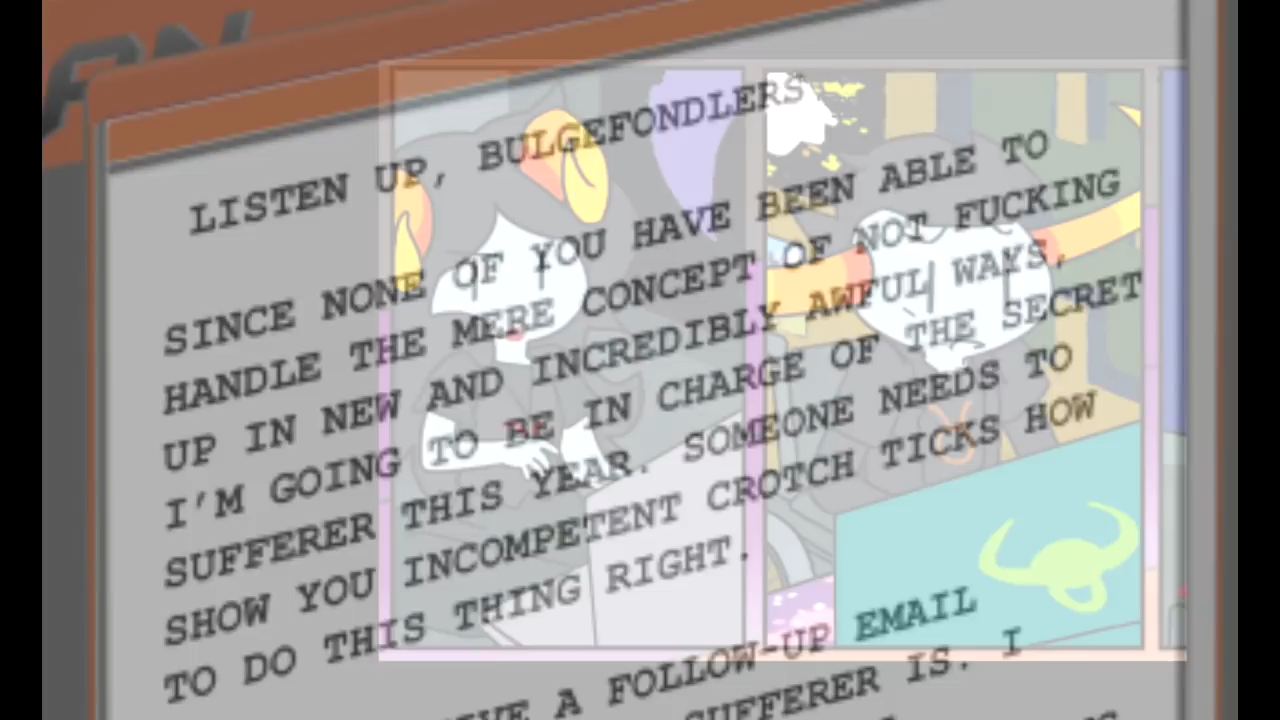 LISTEN UP, BULGEFONDLERS
SINCE NONE OF YOU HAVE BEEN ABLE TO
HANDLE THE MERE CONCEPT OF NOT FUCKING
UP IN NEW AND INCREDIBLY AWFUL WAYS,
I'M GOING TO BE IN CHARGE OF THE SECRET
SUFFERER THIS YEAR. SOMEONE NEEDS TO
SHOW YOU INCOMPETENT CROTCH TICKS HOW
TO DO THIS THING RIGHT.
A FOLLOW-UP EMAIL
SUFFERER IS. I